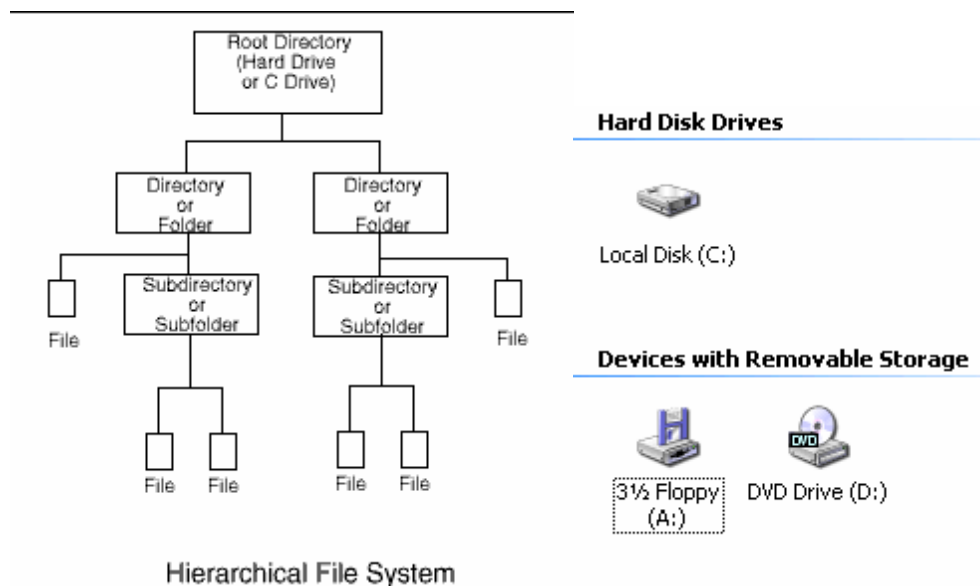 Root Directory
(Hard Drive
or C Drive)
Directory
or
Folder
Directory
or
Folder
Subdirectory
or
Subfolder
Subdirectory
or
Subfolder
File
File
File
File
File
File
Hierarchical File System
Hard Disk Drives
Local Disk (C:)
Devices with Removable Storage
DVD
3½ Floppy
(A:)
DVD Drive (D:)